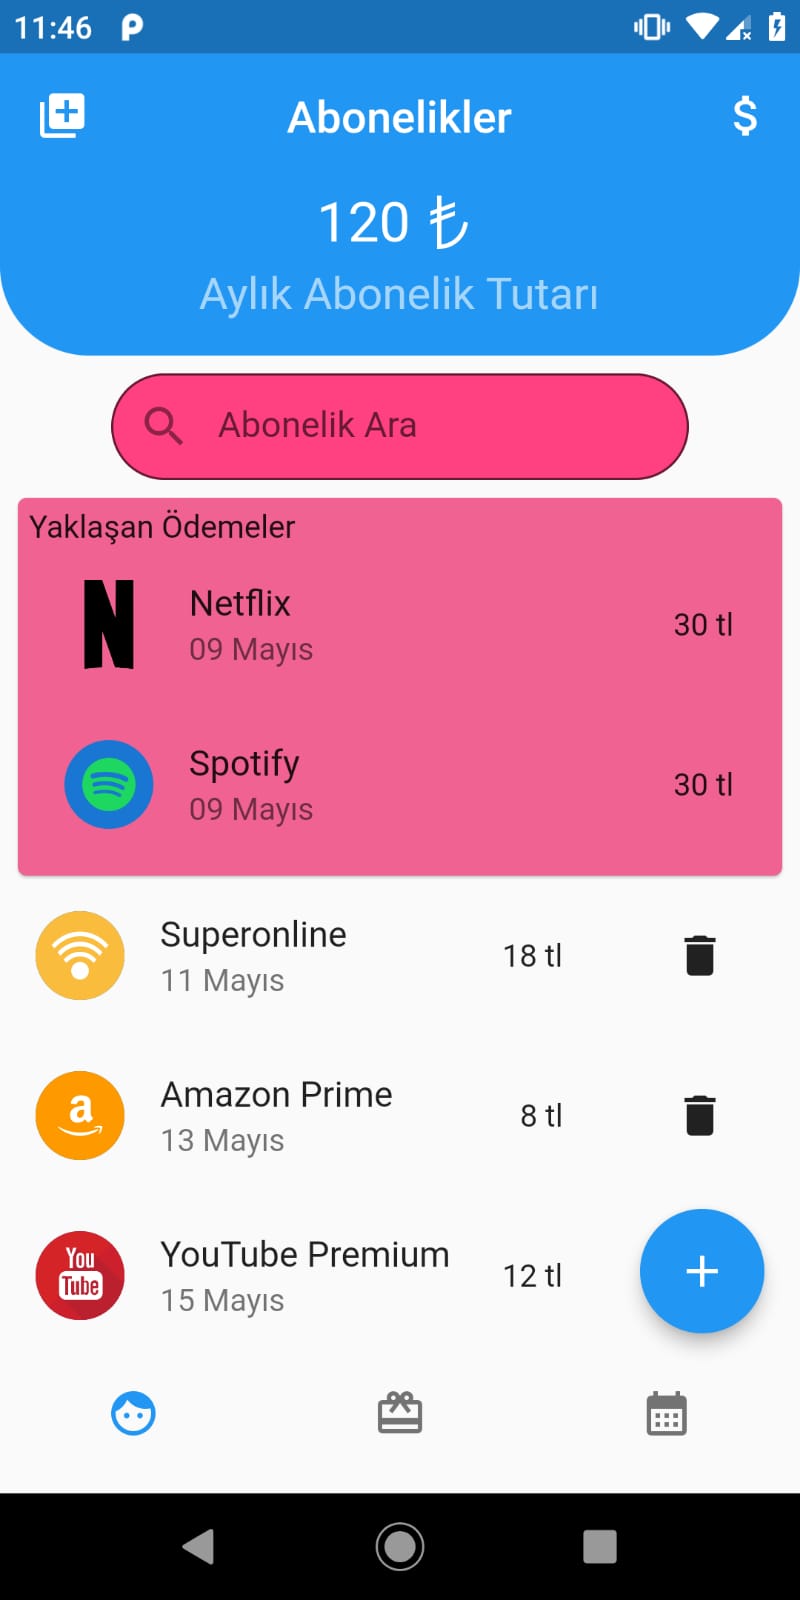 11:46
Abonelikler
120 ₺
Aylık Abonelik Tutarı
Abonelik Ara
Yaklaşan Ödemeler
Netflix
09 Mayıs
30 tl
Spotify
09 Mayıs
30 tl
Superonline
11 Mayıs
18 tl
Amazon Prime
13 Mayıs
8 tl
You
Tube
YouTube Premium
15 Mayıs
12 tl